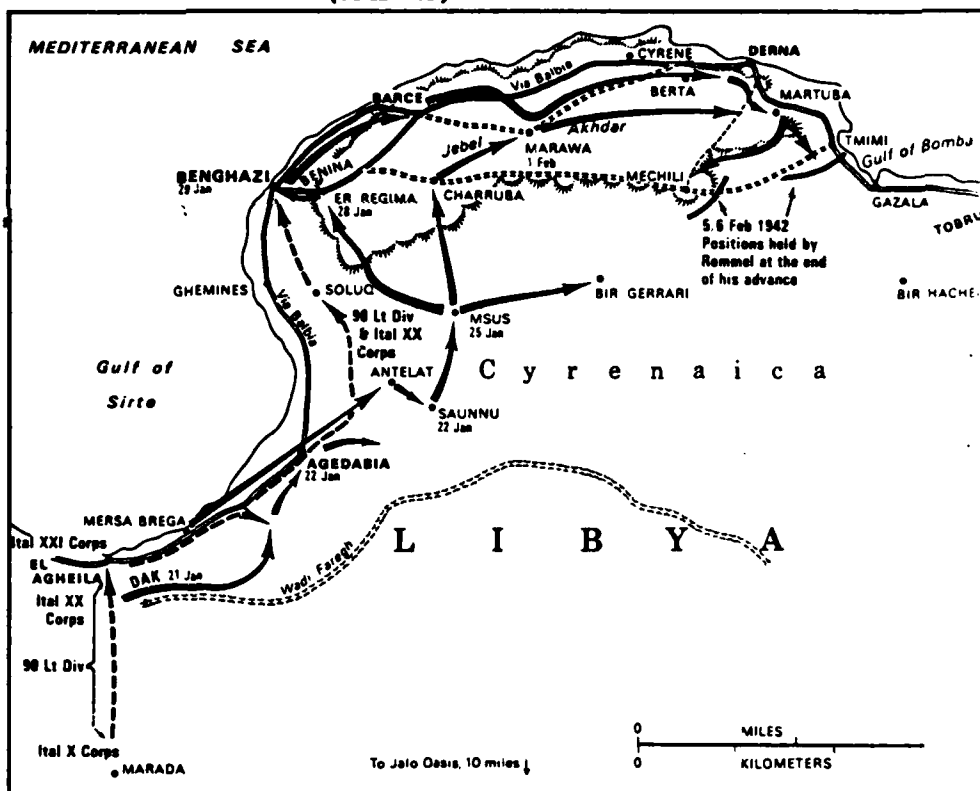 MEDITERRANEAN SEA
CYRENE
DERNA
Via Balbia
BARCE
BERTA
MARTUBA
Jebel Akhdar
TMIMI
MARAWA
1 Feb
Gulf of Bomba
BENGHAZI
BENINA
MECHILI
ER REGIMA
28 Jan
CHARRUBA
GAZALA
5.6 Feb 1942
Positions held by
Rommel at the end
of his advance
TOBRU
GHEMINES
SOLUQ
BIR GERRARI
BIR HACHE
Via Balbia
90 Lt Div
& Ital XX
Corps
MSUS
25 Jan
Gulf of
Sirte
ANTELAT
Cyrenaica
SAUNNU
22 Jan
AGEDABIA
22 Jan
MERSA BREGA
LIBYA
Ital XXI Corps
EL
AGHEILA
DAK 21 Jan
Wadi Faregh
Ital XX
Corps
90 Lt Div
Ital X Corps
MARADA
To Jalo Oasis, 10 miles
0 MILES
0 KILOMETERS